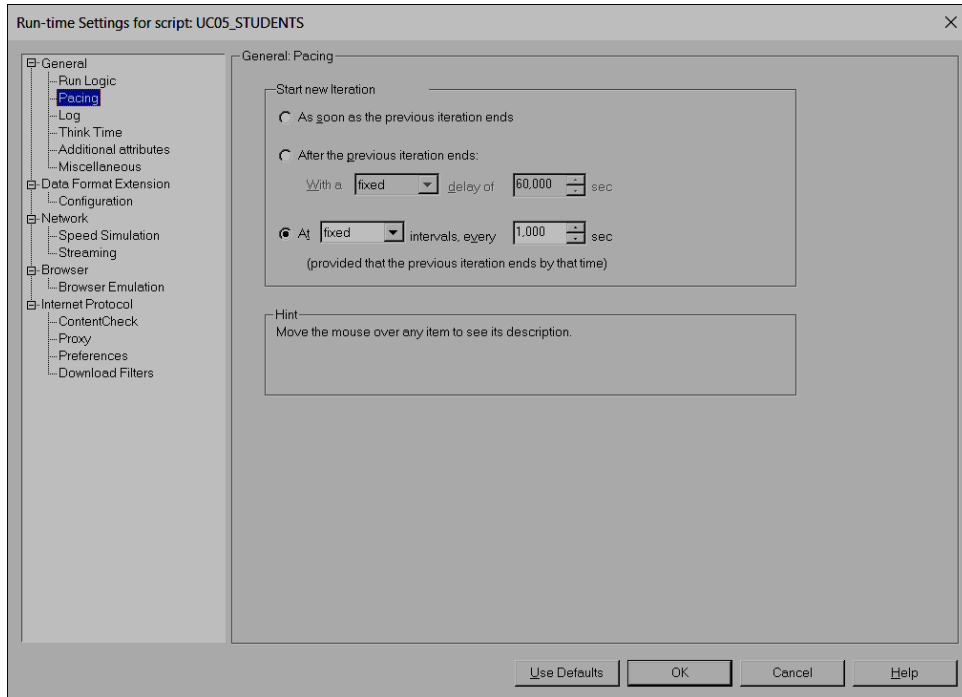 Run-time Settings for script: UC05_STUDENTS
General
Run Logic
Pacing
Log
Think Time
Additional attributes
Miscellaneous
Data Format Extension
Configuration
Network
Speed Simulation
Streaming
Browser
Browser Emulation
Internet Protocol
ContentCheck
Proxy
Preferences
Download Filters
General: Pacing
Start new Iteration
As soon as the previous iteration ends
After the previous iteration ends:
With a fixed delay of 60,000 sec
At fixed intervals, every 1,000 sec
(provided that the previous iteration ends by that time)
Hint
Move the mouse over any item to see its description.
Use Defaults OK Cancel Help